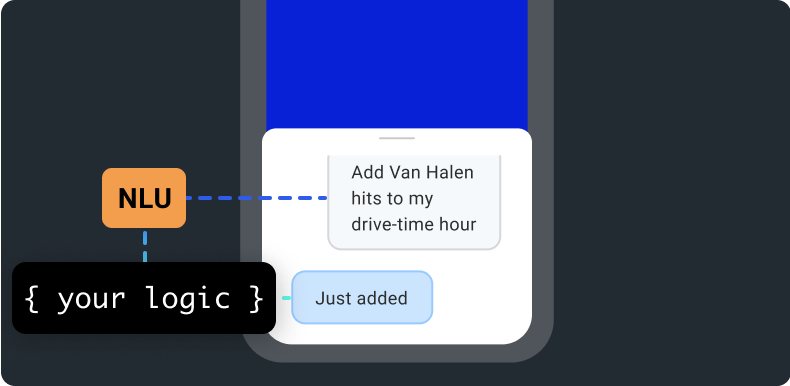 Add Van Halen
hits to my
drive-time hour
NLU
{ your logic }
Just added